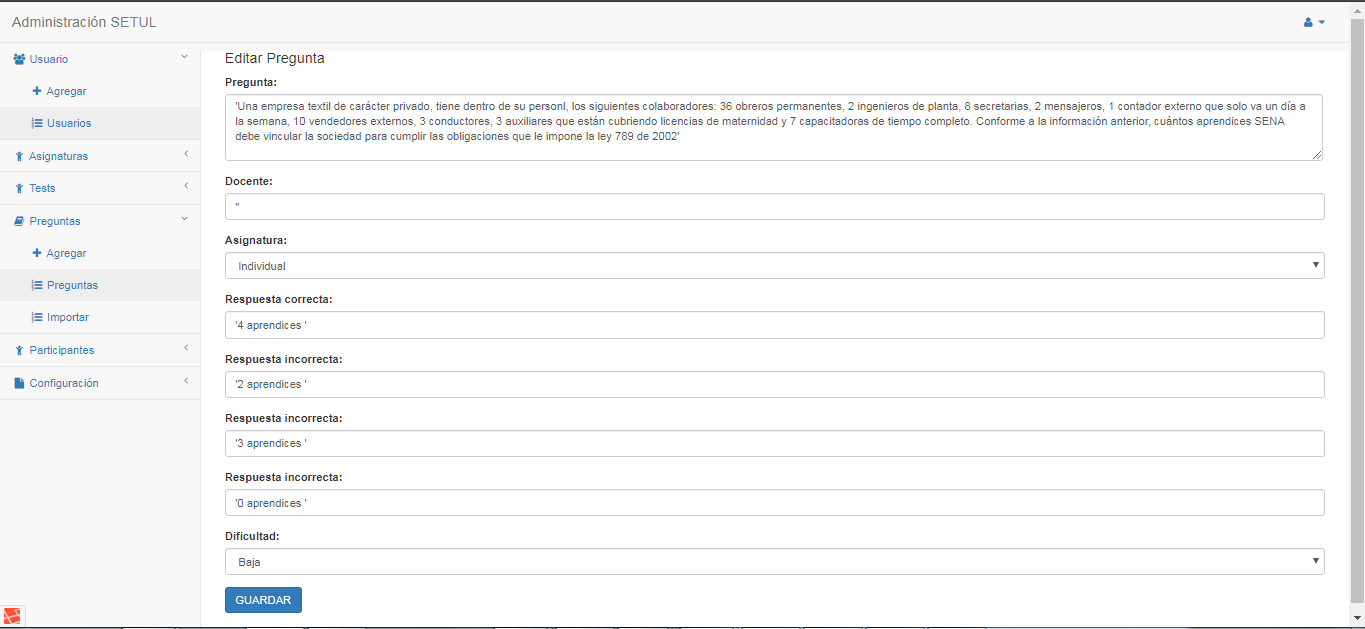 Administración SETUL
Usuario
Agregar
Usuarios
Asignaturas
Tests
Preguntas
Agregar
Preguntas
Importar
Participantes
Configuración
Editar Pregunta
Pregunta:
'Una empresa textil de carácter privado, tiene dentro de su personl, los siguientes colaboradores: 36 obreros permanentes, 2 ingenieros de planta, 8 secretarias, 2 mensajeros, 1 contador externo que solo va un día a
la semana, 10 vendedores externos, 3 conductores, 3 auxiliares que están cubriendo licencias de maternidad y 7 capacitadoras de tiempo completo. Conforme a la información anterior, cuántos aprendices SENA
debe vincular la sociedad para cumplir las obligaciones que le impone la ley 789 de 2002'
Docente:
''
Asignatura:
Individual
Respuesta correcta:
'4 aprendices '
Respuesta incorrecta:
'2 aprendices '
Respuesta incorrecta:
'3 aprendices '
Respuesta incorrecta:
'0 aprendices '
Dificultad:
Baja
GUARDAR